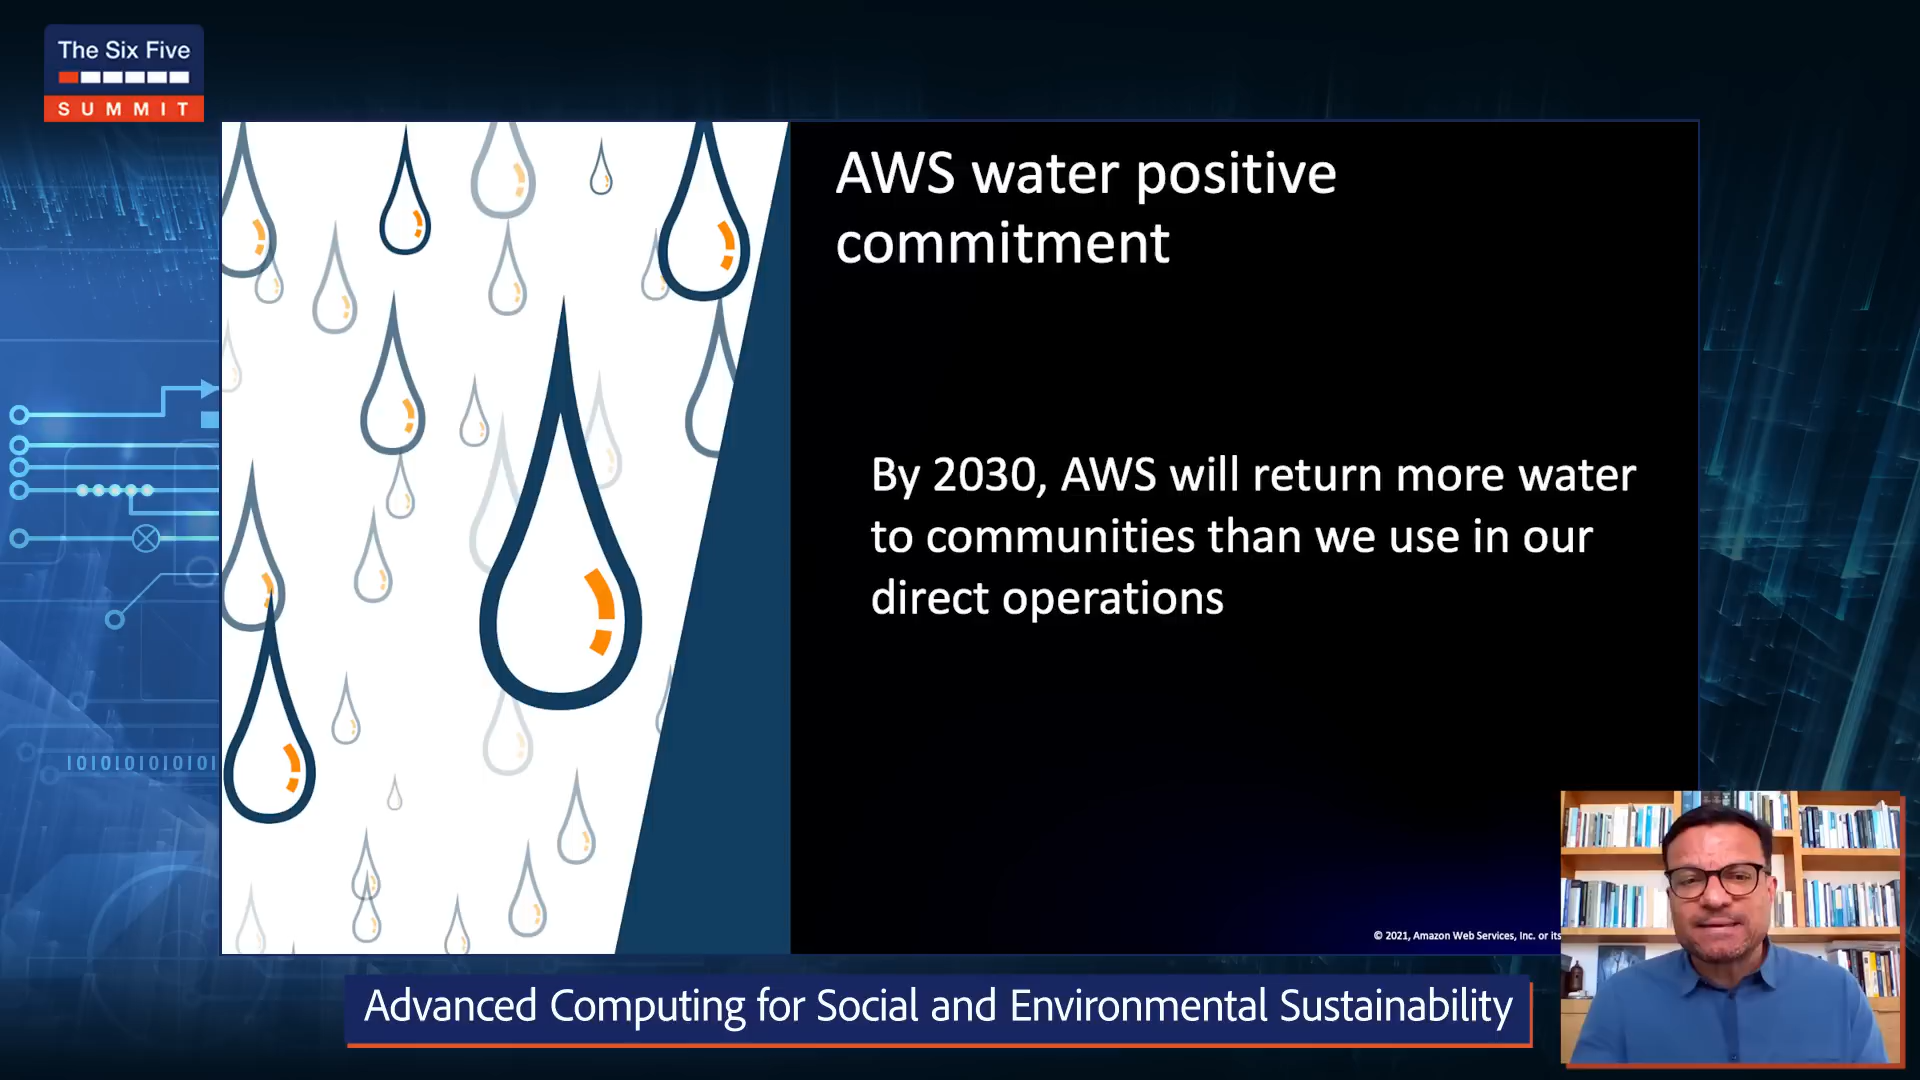 The Six Five
SUMMIT
AWS water positive
commitment
By 2030, AWS will return more water
to communities than we use in our
direct operations
1010101010101
© 2021, Amazon Web Services, Inc. or its
Advanced Computing for Social and Environmental Sustainability